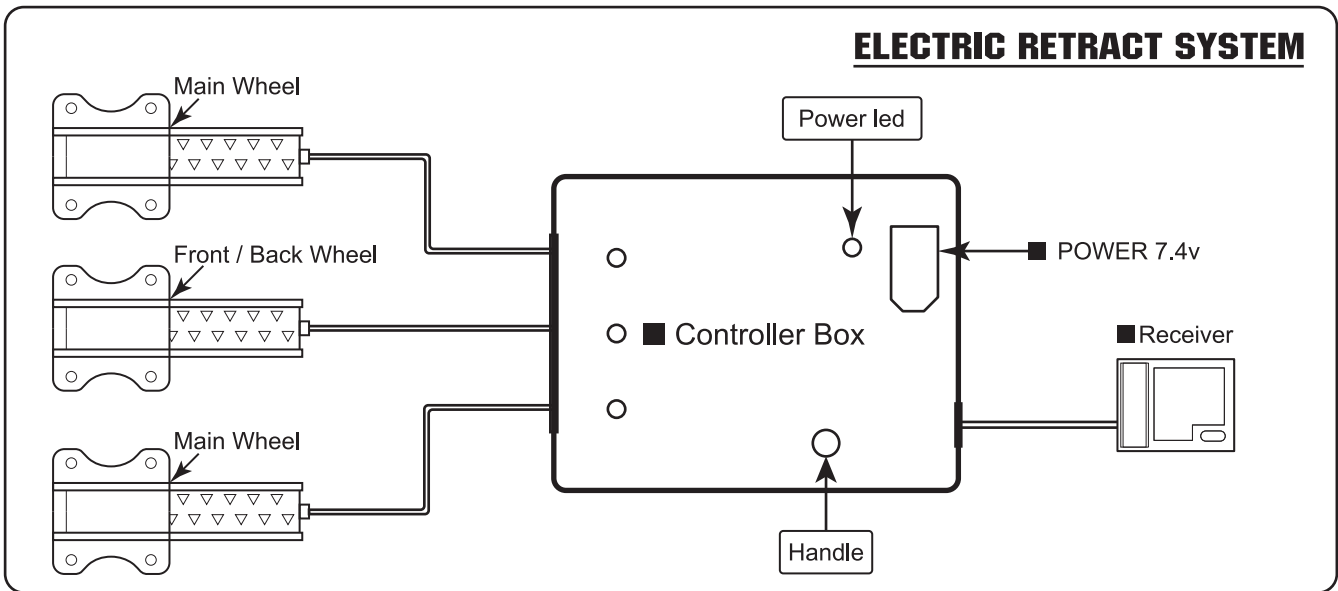 ELECTRIC RETRACT SYSTEM
Main Wheel
Power led
Front / Back Wheel
POWER 7.4v
Controller Box
Receiver
Main Wheel
Handle